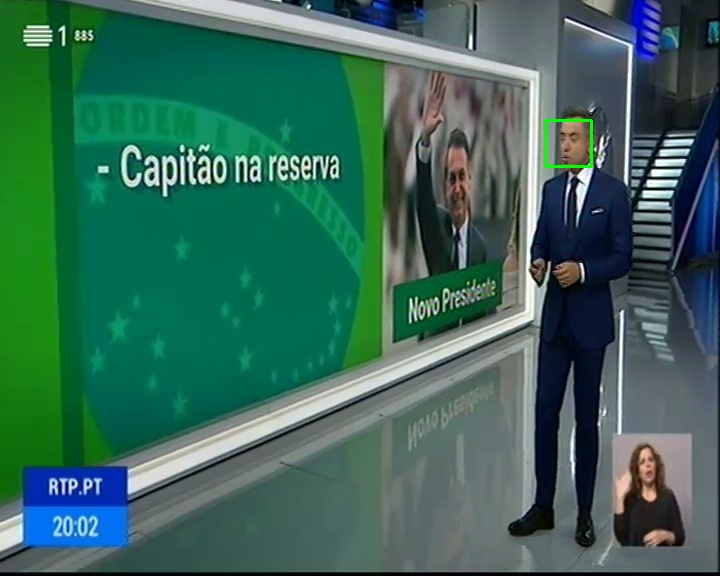 1 885
ORDEM E PROGRESSO
- Capitão na reserva
Novo Presidente
RTP.PT
20:02